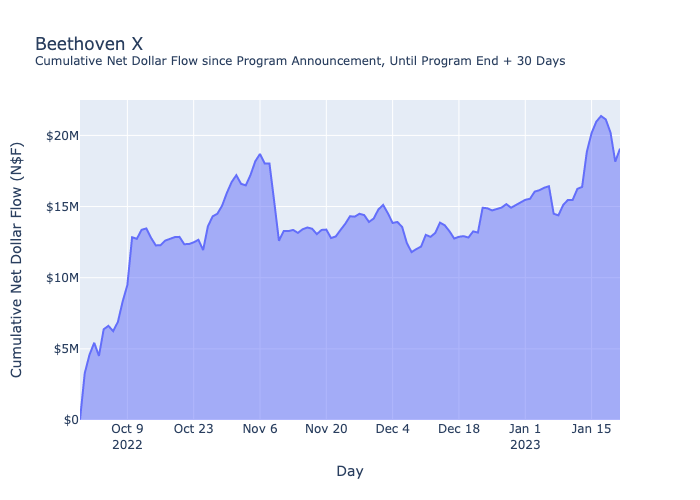 Beethoven X
Cumulative Net Dollar Flow since Program Announcement, Until Program End + 30 Days
Cumulative Net Dollar Flow (N$F)
$20M
$15M
$10M
$5M
$0
Oct 9 Oct 23 Nov 6 Nov 20 Dec 4 Dec 18 Jan 1 Jan 15
2022 2023
Day